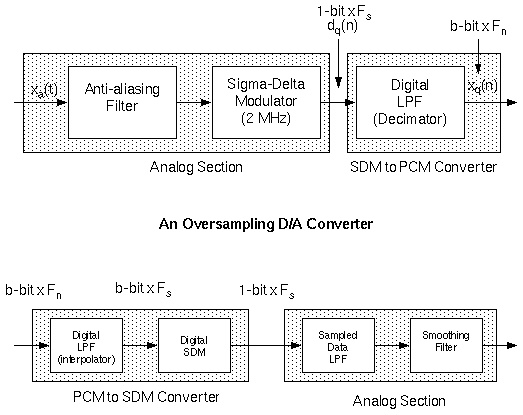 1-bit x Fs
dq(n)
b-bit x Fn
xa(t)
Anti-aliasing
Filter
Sigma-Delta
Modulator
(2 MHz)
Digital
LPF
(Decimator)
xq(n)
Analog Section
SDM to PCM Converter
An Oversampling D/A Converter
b-bit x Fn
b-bit x Fs
1-bit x Fs
Digital
LPF
(interpolator)
Digital
SDM
Sampled
Data
LPF
Smoothing
Filter
PCM to SDM Converter
Analog Section